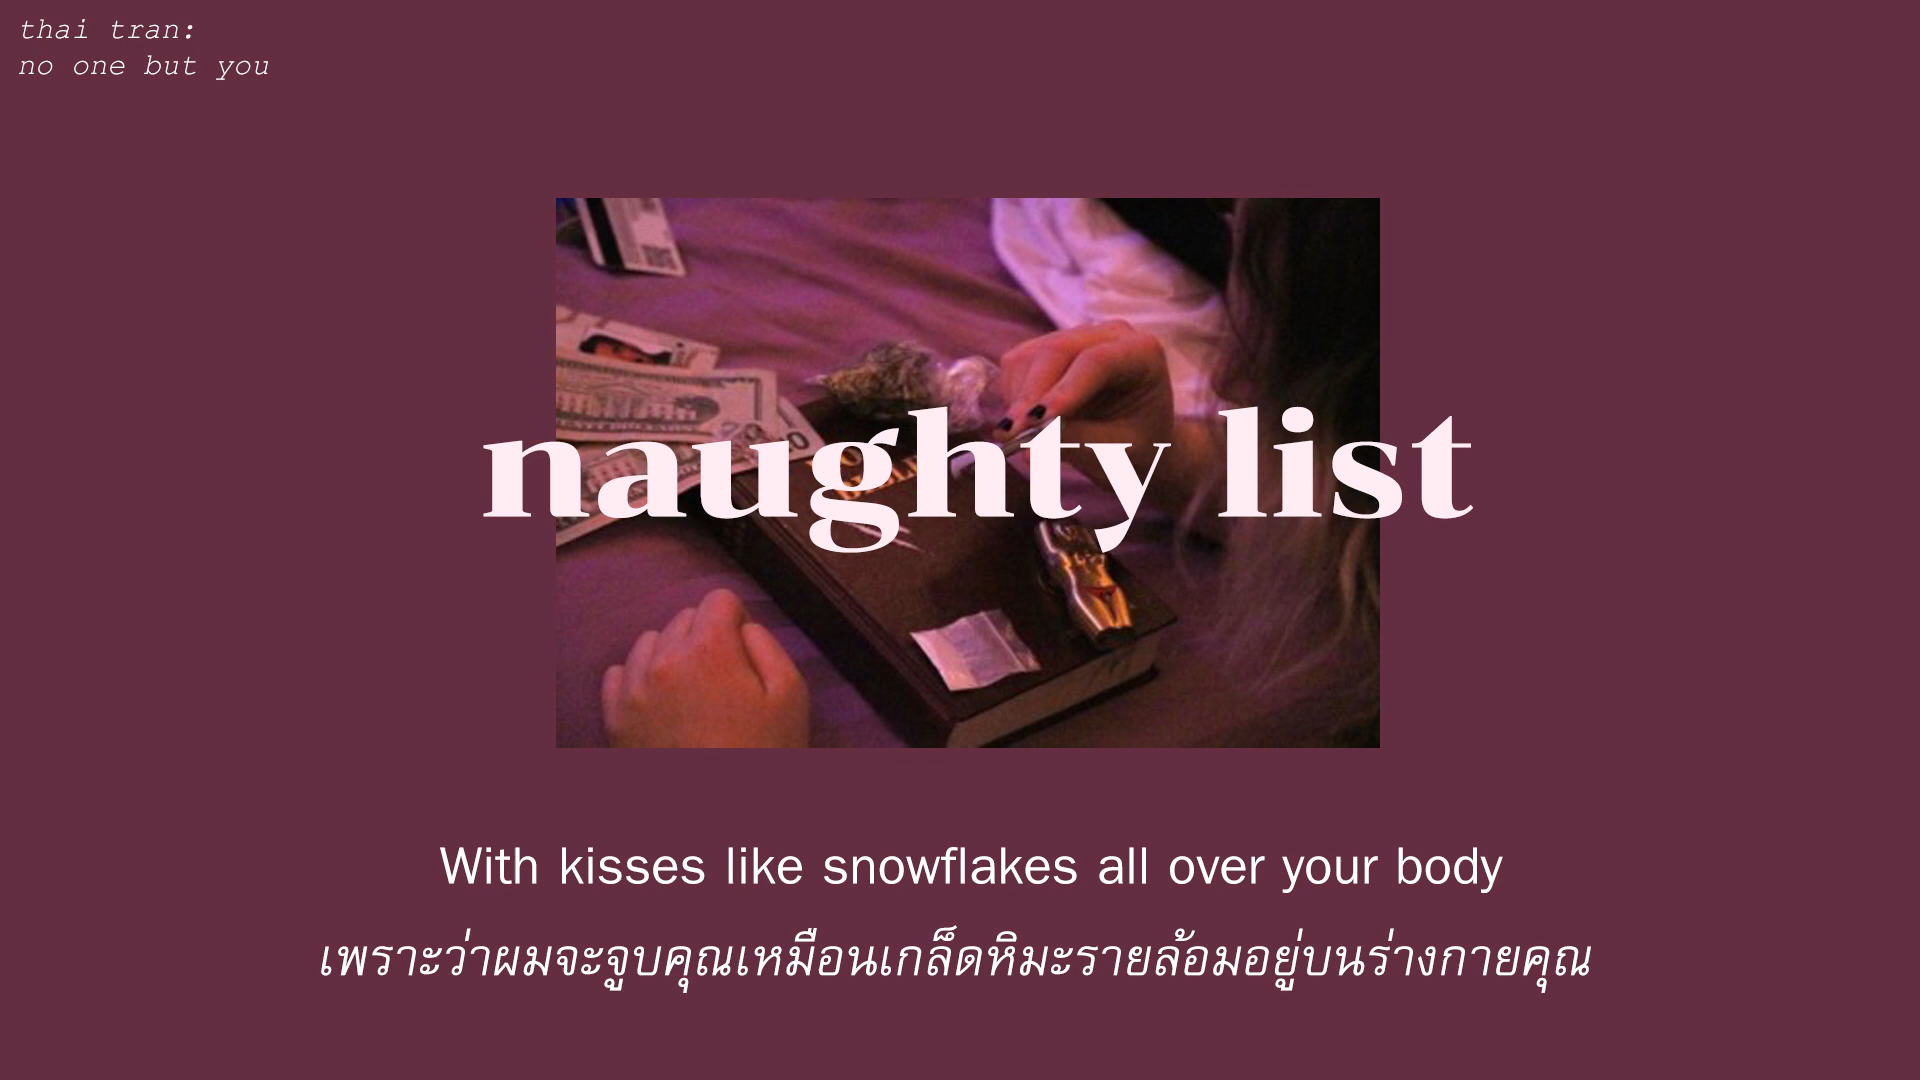 thai tran:
no one but you
naughty list
With kisses like snowflakes all over your body
เพราะว่าผมจะจูบคุณเหมือนเกล็ดหิมะรายล้อมอยู่บนร่างกายคุณ